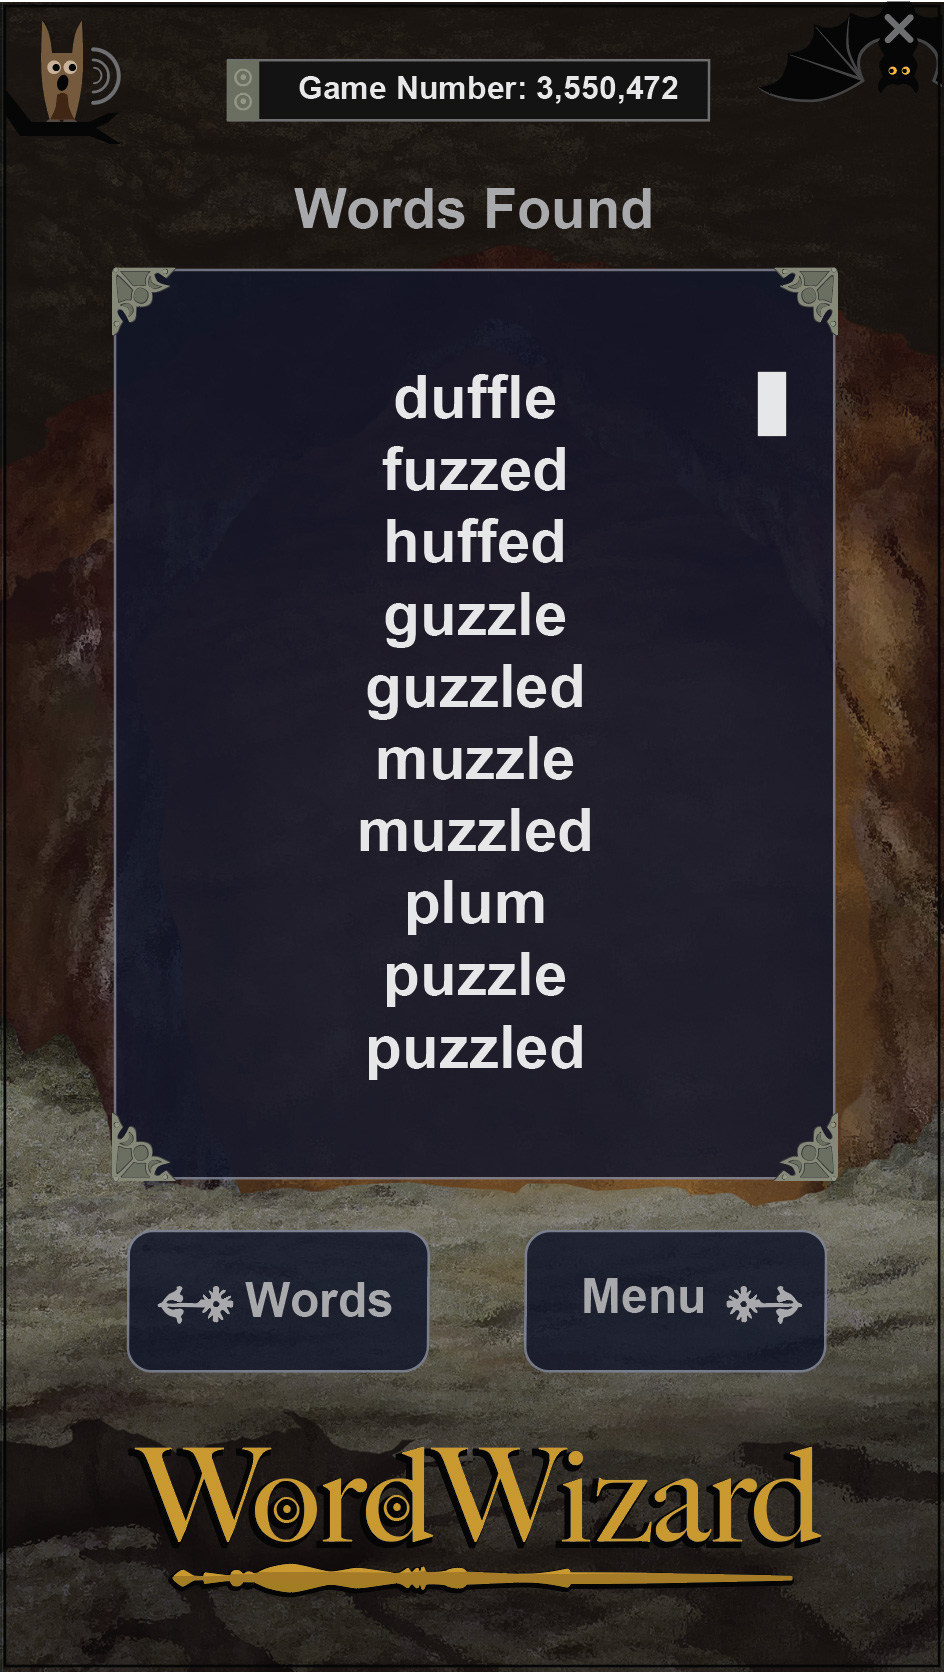 Game Number: 3,550,472
Words Found
duffle
fuzzed
huffed
guzzle
guzzled
muzzle
muzzled
plum
puzzle
puzzled
Words
Menu
WordWizard